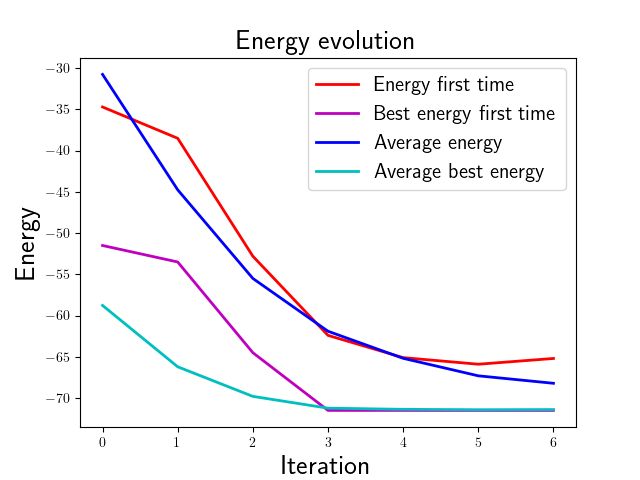 Energy evolution
Energy first time
Best energy first time
Average energy
Average best energy
Energy
−30
−35
−40
−45
−50
−55
−60
−65
−70
0 1 2 3 4 5 6
Iteration